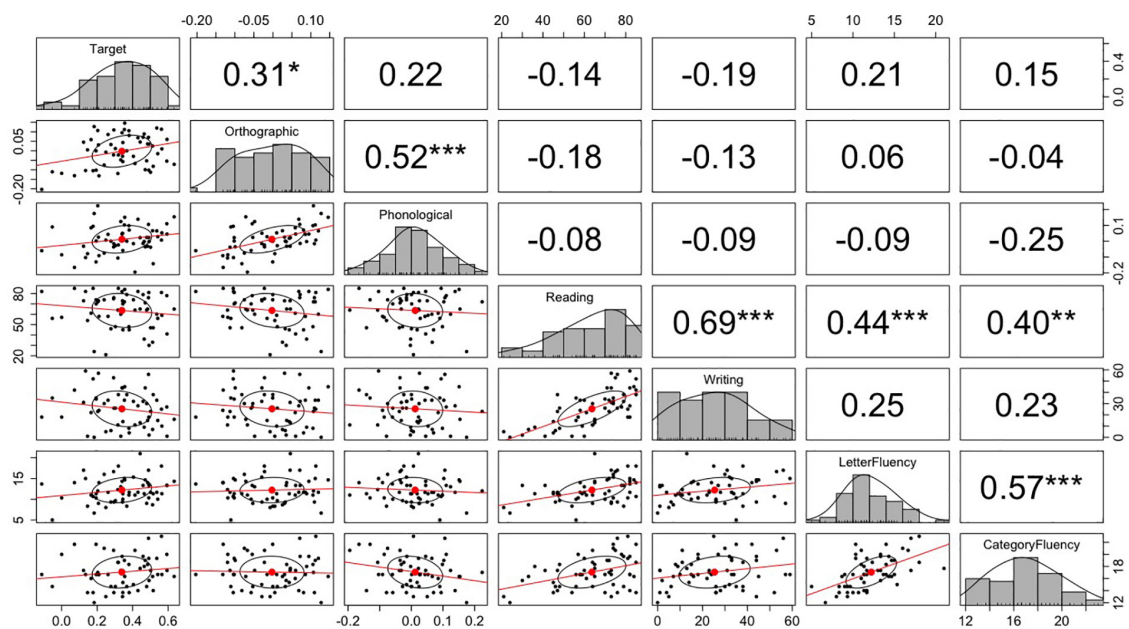 -0.20 -0.05 0.10 20 40 60 80 5 10 15 20
Target 0.31* 0.22 -0.14 -0.19 0.21 0.15 0.0 0.4
-0.20 0.05 Orthographic 0.52*** -0.18 -0.13 0.06 -0.04
Phonological -0.08 -0.09 -0.09 -0.25 -0.2 0.1
20 50 80 Reading 0.69*** 0.44*** 0.40**
Writing 0.25 0.23 0 30 60
5 15 LetterFluency 0.57***
CategoryFluency 12 18
0.0 0.2 0.4 0.6 -0.2 0.0 0.1 0.2 0 20 40 60 12 16 20